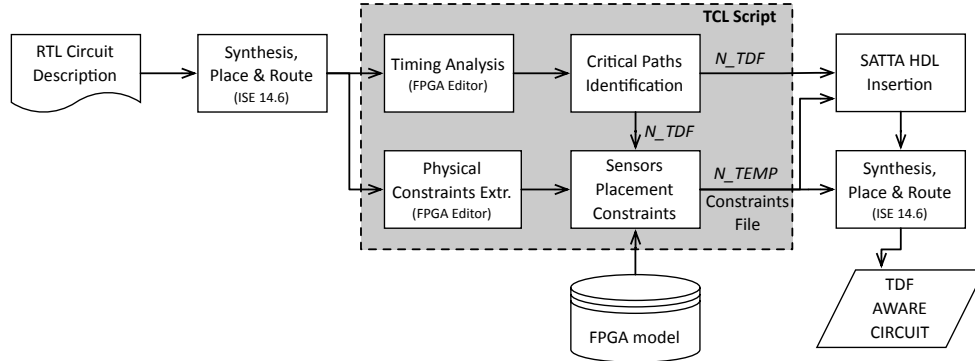 TCL Script
RTL Circuit
Description
Synthesis,
Place & Route
(ISE 14.6)
Timing Analysis
(FPGA Editor)
Critical Paths
Identification
N_TDF
SATTA HDL
Insertion
N_TDF
Physical
Constraints Extr.
(FPGA Editor)
Sensors
Placement
Constraints
N_TEMP
Constraints
File
Synthesis,
Place & Route
(ISE 14.6)
FPGA model
TDF
AWARE
CIRCUIT